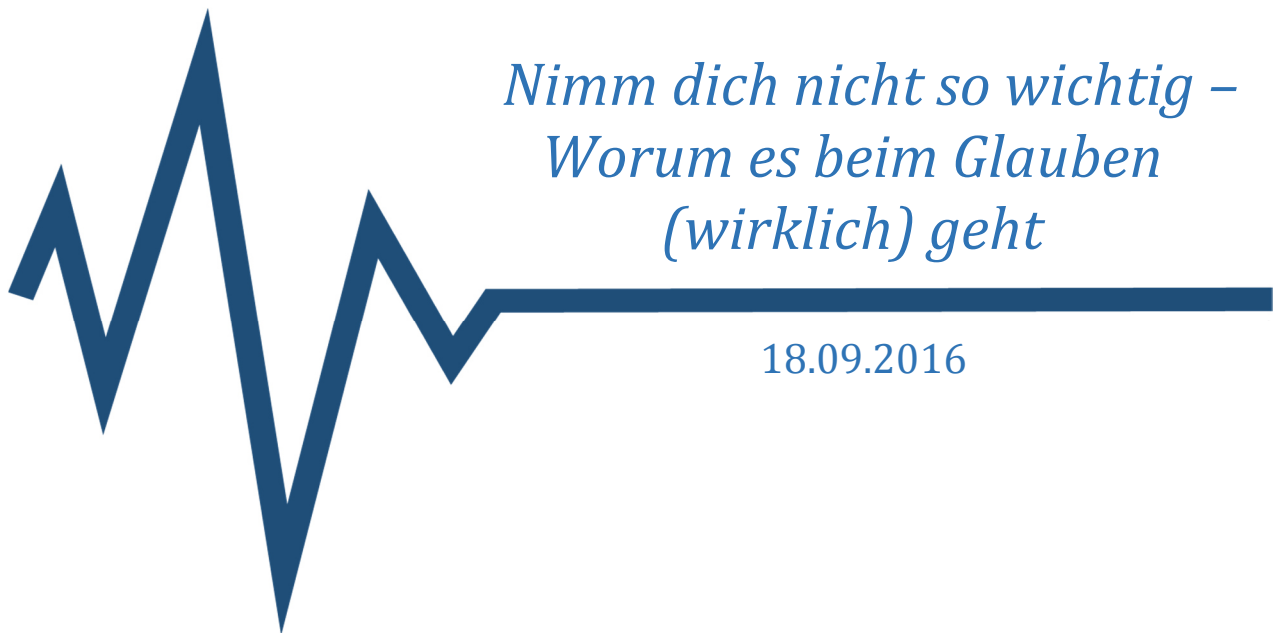 Nimm dich nicht so wichtig –
Worum es beim Glauben
(wirklich) geht
18.09.2016